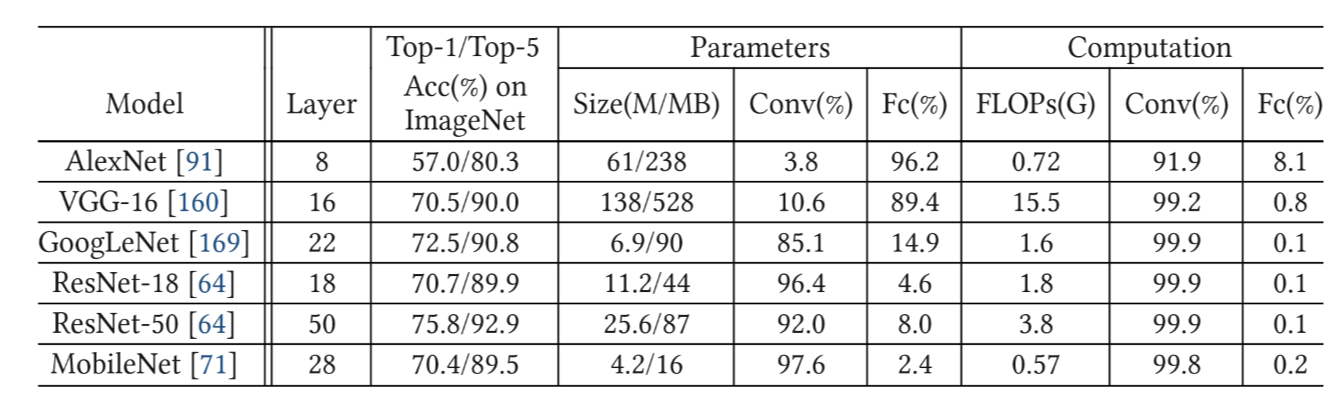 Model Layer Top-1/Top-5 Acc(%) on ImageNet Parameters Computation
Size(M/MB) Conv(%) Fc(%) FLOPs(G) Conv(%) Fc(%)
AlexNet [91] 8 57.0/80.3 61/238 3.8 96.2 0.72 91.9 8.1
VGG-16 [160] 16 70.5/90.0 138/528 10.6 89.4 15.5 99.2 0.8
GoogLeNet [169] 22 72.5/90.8 6.9/90 85.1 14.9 1.6 99.9 0.1
ResNet-18 [64] 18 70.7/89.9 11.2/44 96.4 4.6 1.8 99.9 0.1
ResNet-50 [64] 50 75.8/92.9 25.6/87 92.0 8.0 3.8 99.9 0.1
MobileNet [71] 28 70.4/89.5 4.2/16 97.6 2.4 0.57 99.8 0.2